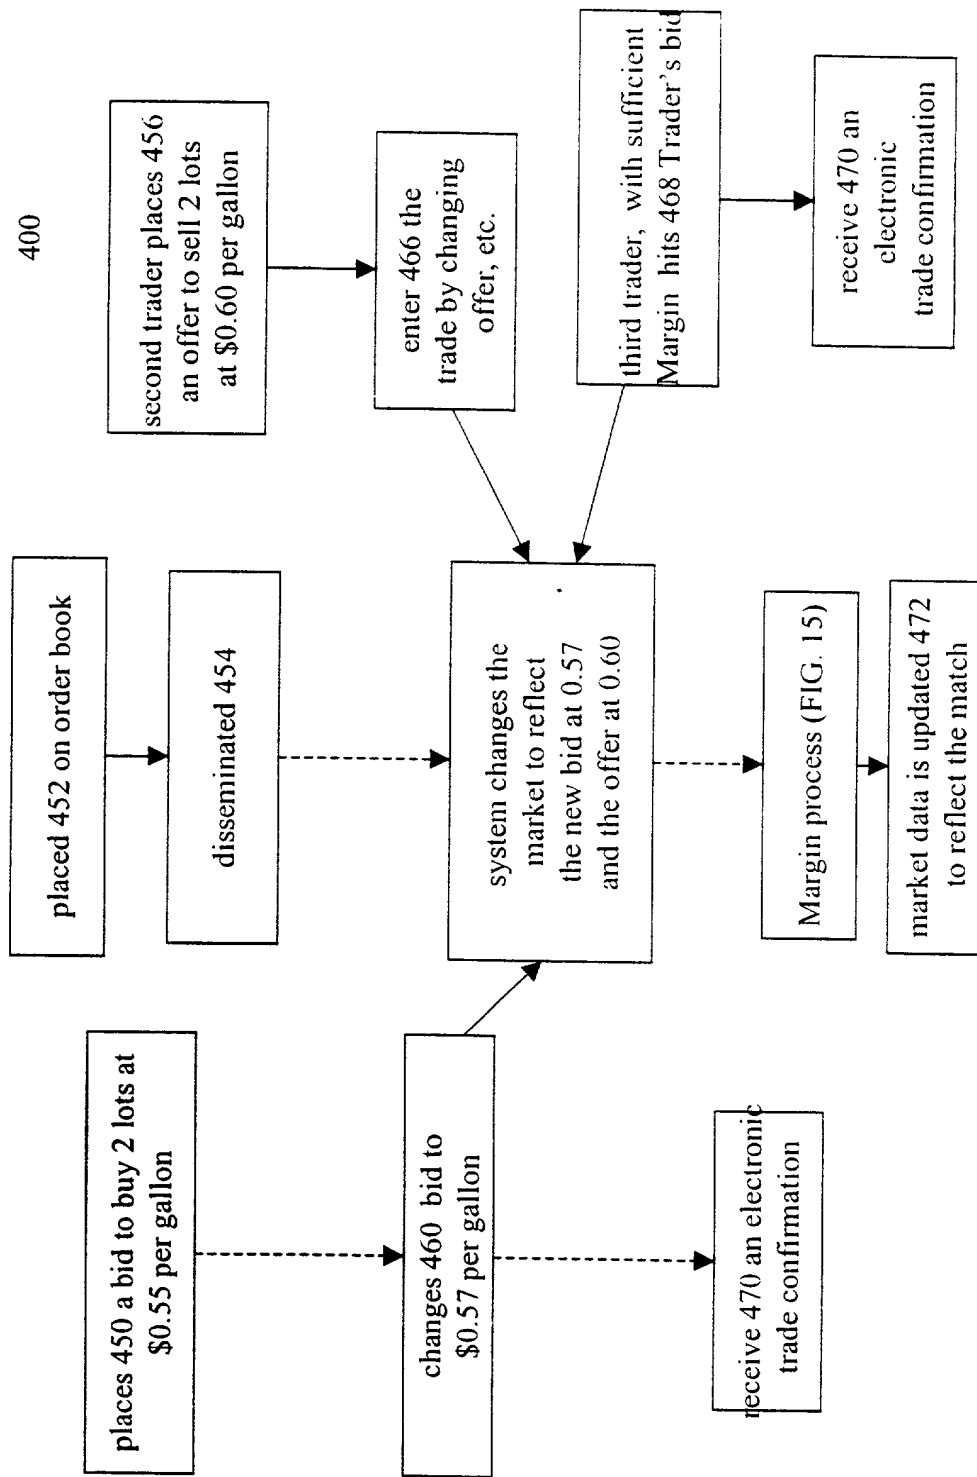 400
places 450 a bid to buy 2 lots at
$0.55 per gallon
changes 460 bid to
$0.57 per gallon
receive 470 an electronic
trade confirmation
placed 452 on order book
disseminated 454
system changes the
market to reflect
the new bid at 0.57
and the offer at 0.60
Margin process (FIG. 15)
market data is updated 472
to reflect the match
second trader places 456
an offer to sell 2 lots
at $0.60 per gallon
enter 466 the
trade by changing
offer, etc.
third trader, with sufficient
Margin hits 468 Trader's bid
receive 470 an
electronic
trade confirmation